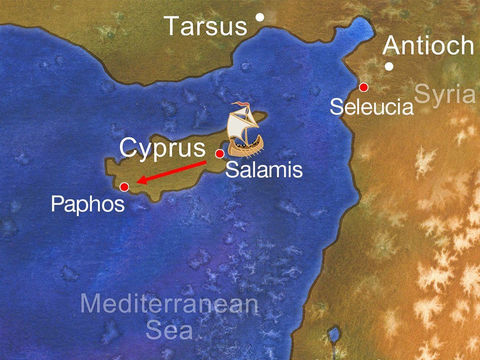 Tarsus
Antioch
Syria
Seleucia
Cyprus
Salamis
Paphos
Mediterranean
Sea